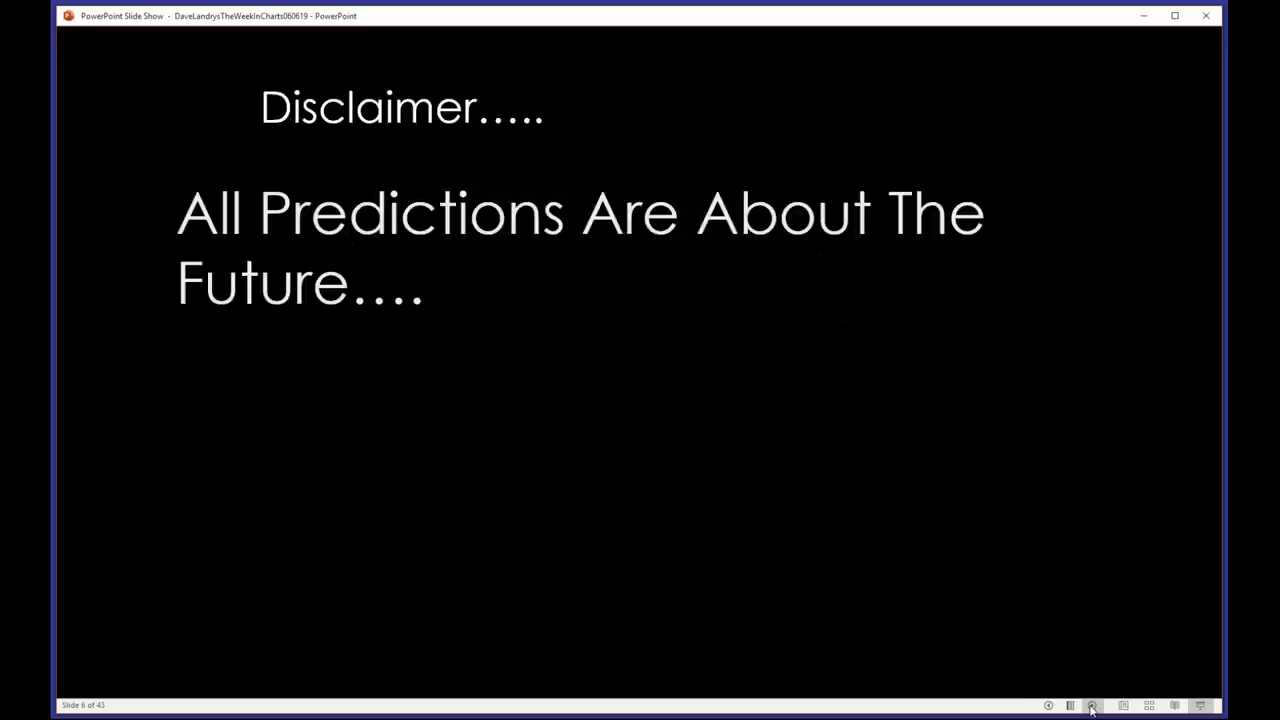 PowerPoint Slide Show - DaveLandrysTheWeekInCharts060619 - PowerPoint
Disclaimer.....
All Predictions Are About The
Future....
Slide 6 of 43